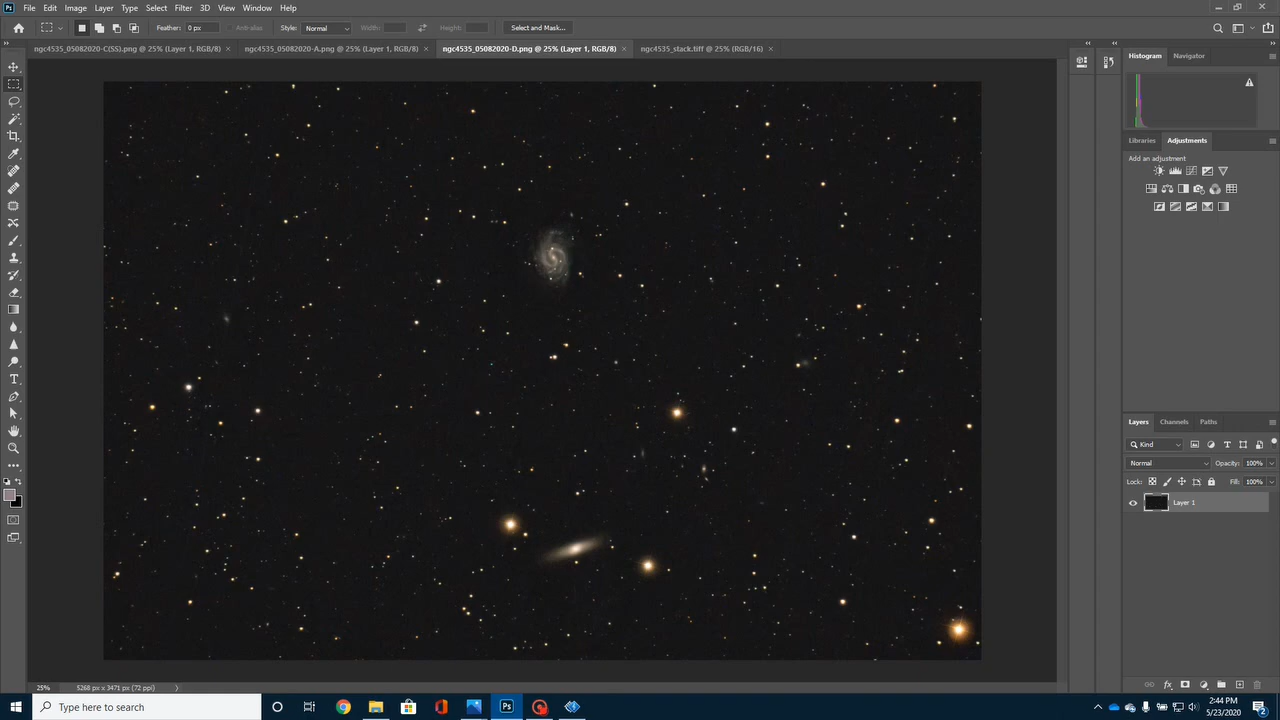 File Edit Image Layer Type Select Filter 3D View Window Help
Feather: 0 px Anti-alias Style: Normal Width: Height: Select and Mask...
ngc4535_05082020-C(SS).png @ 25% (Layer 1, RGB/8) × ngc4535_05082020-A.png @ 25% (Layer 1, RGB/8) × ngc4535_05082020-D.png @ 25% (Layer 1, RGB/8) × ngc4535_stack.tiff @ 25% (RGB/16) ×
Histogram Navigator
Libraries Adjustments
Add an adjustment
Layers Channels Paths
Kind
Normal Opacity: 100%
Lock: Fill: 100%
Layer 1
25% 5268 px x 3471 px (72 ppi)
Type here to search
2:44 PM
5/23/2020
2